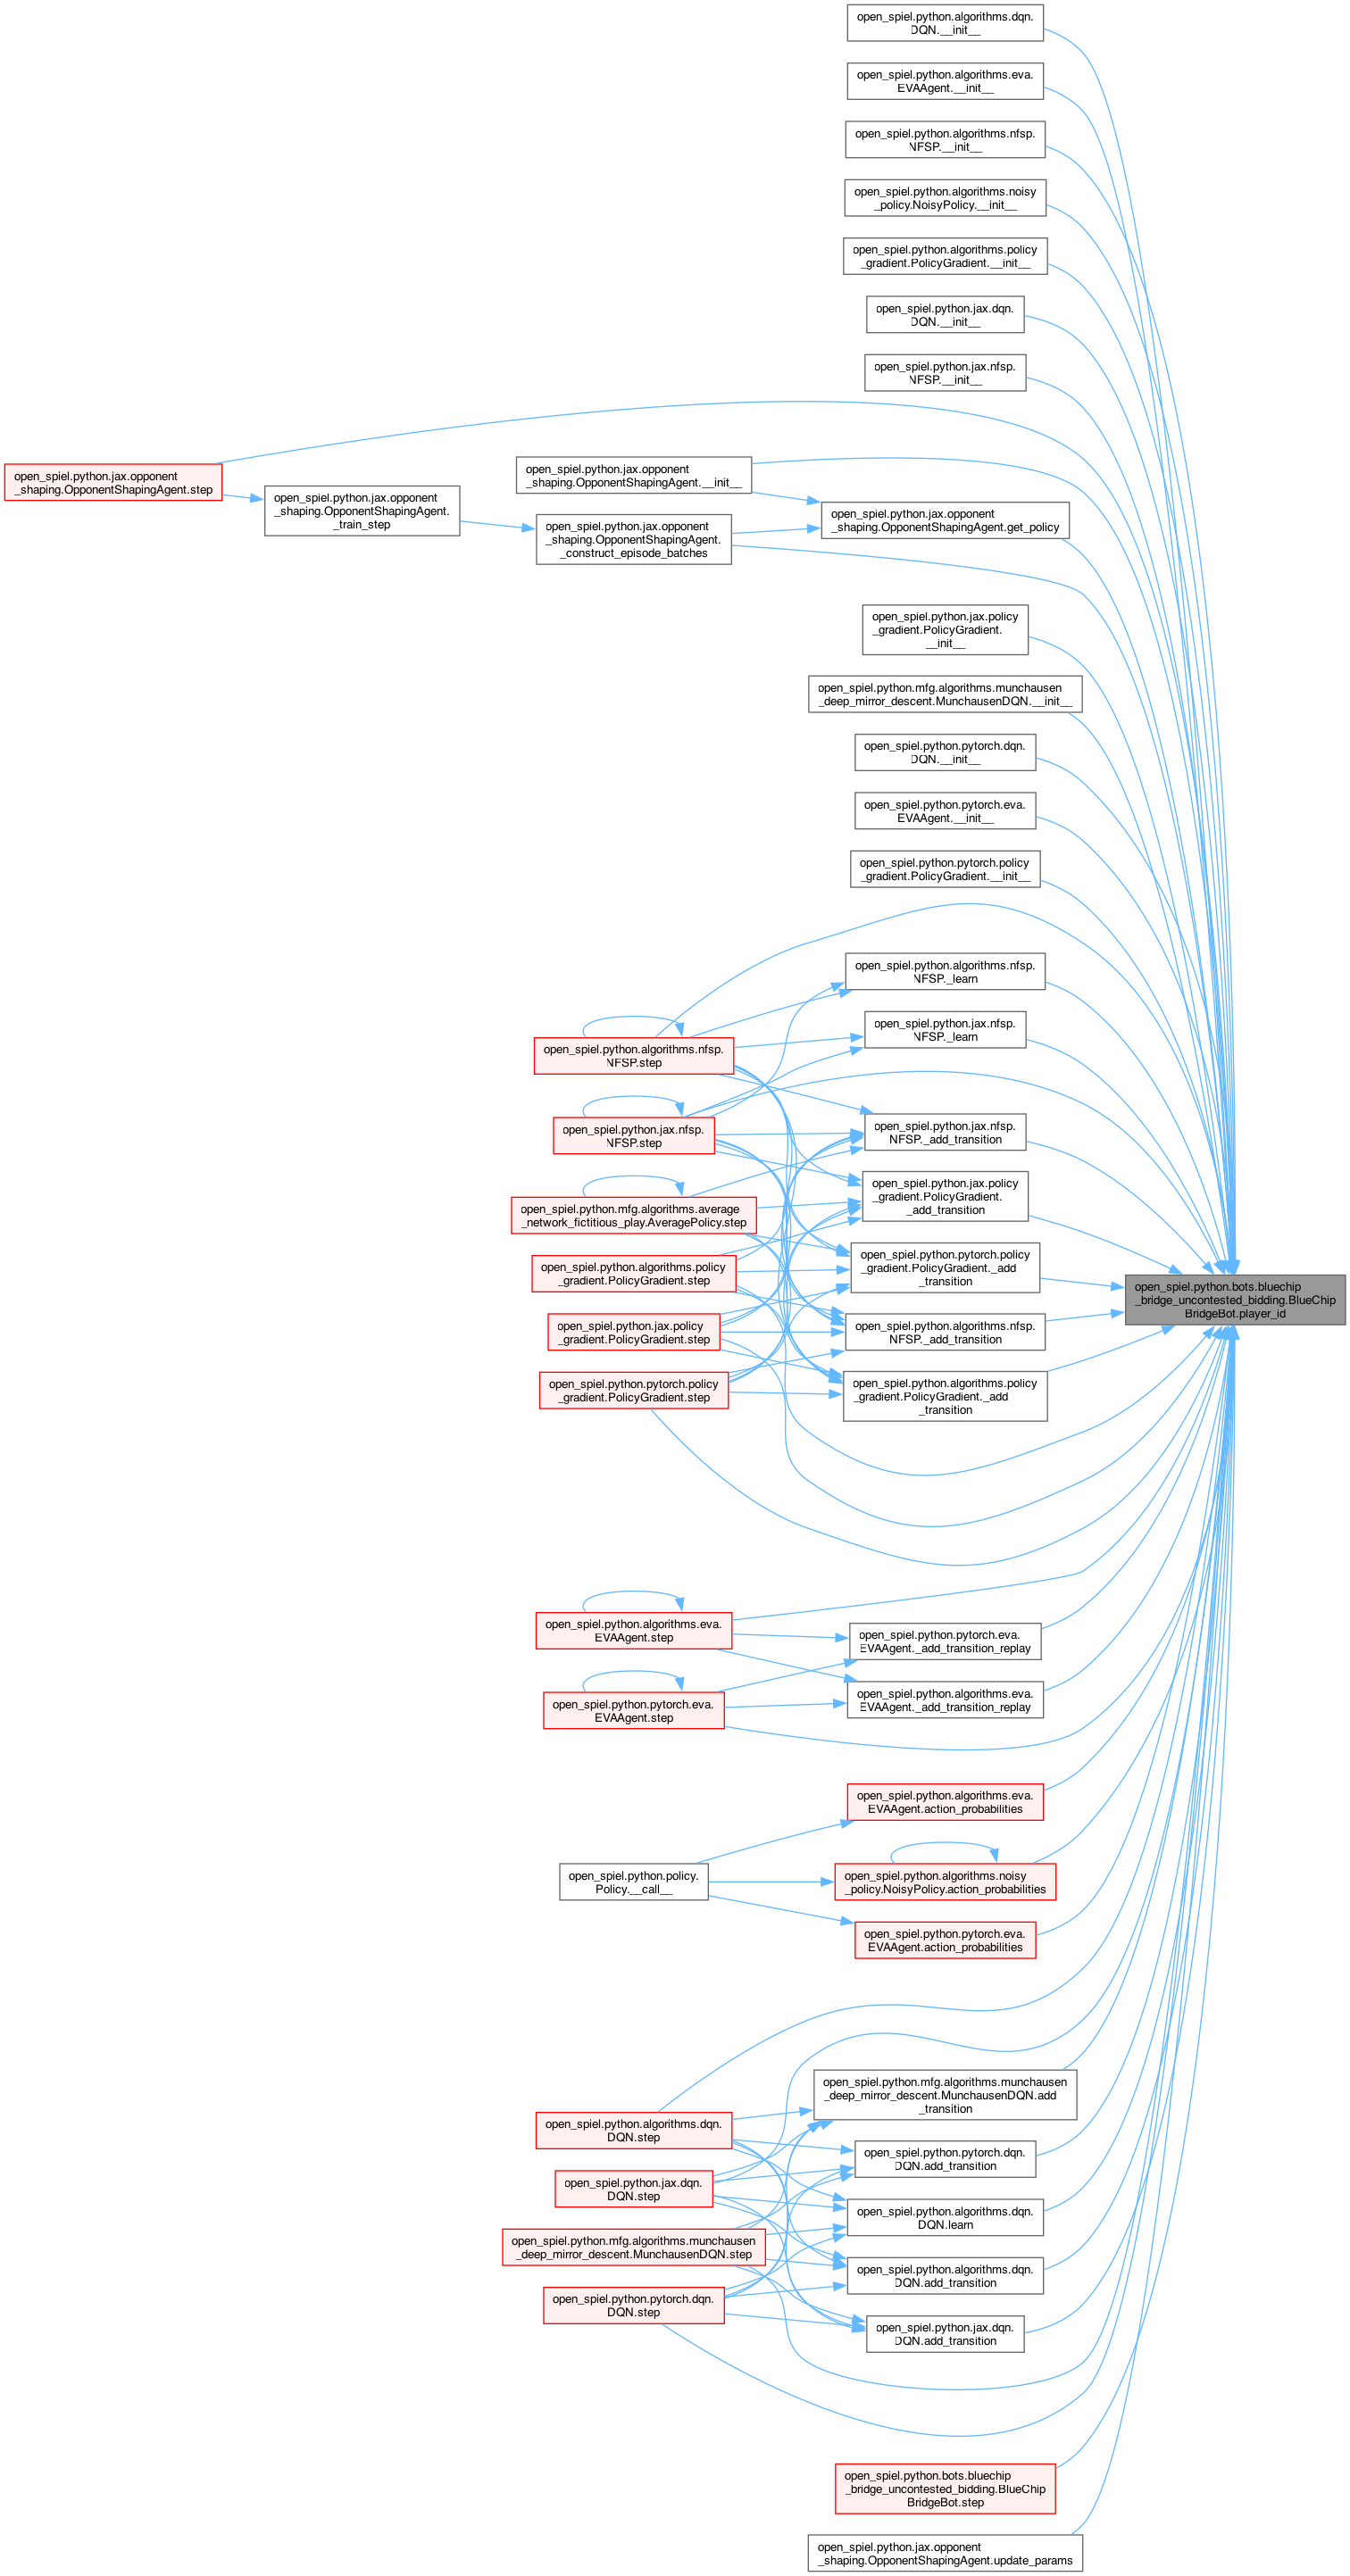 open_spiel.python.algorithms.dqn.
DQN.__init__
open_spiel.python.algorithms.eva.
EVAAgent.__init__
open_spiel.python.algorithms.nfsp.
NFSP.__init__
open_spiel.python.algorithms.noisy
_policy.NoisyPolicy.__init__
open_spiel.python.algorithms.policy
_gradient.PolicyGradient.__init__
open_spiel.python.jax.dqn.
DQN.__init__
open_spiel.python.jax.nfsp.
NFSP.__init__
open_spiel.python.jax.opponent
_shaping.OpponentShapingAgent.step
open_spiel.python.jax.opponent
_shaping.OpponentShapingAgent.
_train_step
open_spiel.python.jax.opponent
_shaping.OpponentShapingAgent.__init__
open_spiel.python.jax.opponent
_shaping.OpponentShapingAgent.
_construct_episode_batches
open_spiel.python.jax.opponent
_shaping.OpponentShapingAgent.get_policy
open_spiel.python.jax.policy
_gradient.PolicyGradient.
__init__
open_spiel.python.mfg.algorithms.munchausen
_deep_mirror_descent.MunchausenDQN.__init__
open_spiel.python.pytorch.dqn.
DQN.__init__
open_spiel.python.pytorch.eva.
EVAAgent.__init__
open_spiel.python.pytorch.policy
_gradient.PolicyGradient.__init__
open_spiel.python.algorithms.nfsp.
NFSP._learn
open_spiel.python.jax.nfsp.
NFSP._learn
open_spiel.python.algorithms.nfsp.
NFSP.step
open_spiel.python.jax.nfsp.
NFSP._add_transition
open_spiel.python.jax.nfsp.
NFSP.step
open_spiel.python.jax.policy
_gradient.PolicyGradient.
_add_transition
open_spiel.python.mfg.algorithms.average
_network_fictitious_play.AveragePolicy.step
open_spiel.python.pytorch.policy
_gradient.PolicyGradient._add
_transition
open_spiel.python.algorithms.policy
_gradient.PolicyGradient.step
open_spiel.python.bots.bluechip
_bridge_uncontested_bidding.BlueChip
BridgeBot.player_id
open_spiel.python.algorithms.nfsp.
NFSP._add_transition
open_spiel.python.jax.policy
_gradient.PolicyGradient.step
open_spiel.python.algorithms.policy
_gradient.PolicyGradient._add
_transition
open_spiel.python.pytorch.policy
_gradient.PolicyGradient.step
open_spiel.python.algorithms.eva.
EVAAgent.step
open_spiel.python.pytorch.eva.
EVAAgent._add_transition_replay
open_spiel.python.pytorch.eva.
EVAAgent.step
open_spiel.python.algorithms.eva.
EVAAgent._add_transition_replay
open_spiel.python.algorithms.eva.
EVAAgent.action_probabilities
open_spiel.python.policy.
Policy.__call__
open_spiel.python.algorithms.noisy
_policy.NoisyPolicy.action_probabilities
open_spiel.python.pytorch.eva.
EVAAgent.action_probabilities
open_spiel.python.mfg.algorithms.munchausen
_deep_mirror_descent.MunchausenDQN.add
_transition
open_spiel.python.algorithms.dqn.
DQN.step
open_spiel.python.pytorch.dqn.
DQN.add_transition
open_spiel.python.jax.dqn.
DQN.step
open_spiel.python.algorithms.dqn.
DQN.learn
open_spiel.python.mfg.algorithms.munchausen
_deep_mirror_descent.MunchausenDQN.step
open_spiel.python.algorithms.dqn.
DQN.add_transition
open_spiel.python.pytorch.dqn.
DQN.step
open_spiel.python.jax.dqn.
DQN.add_transition
open_spiel.python.bots.bluechip
_bridge_uncontested_bidding.BlueChip
BridgeBot.step
open_spiel.python.jax.opponent
_shaping.OpponentShapingAgent.update_params